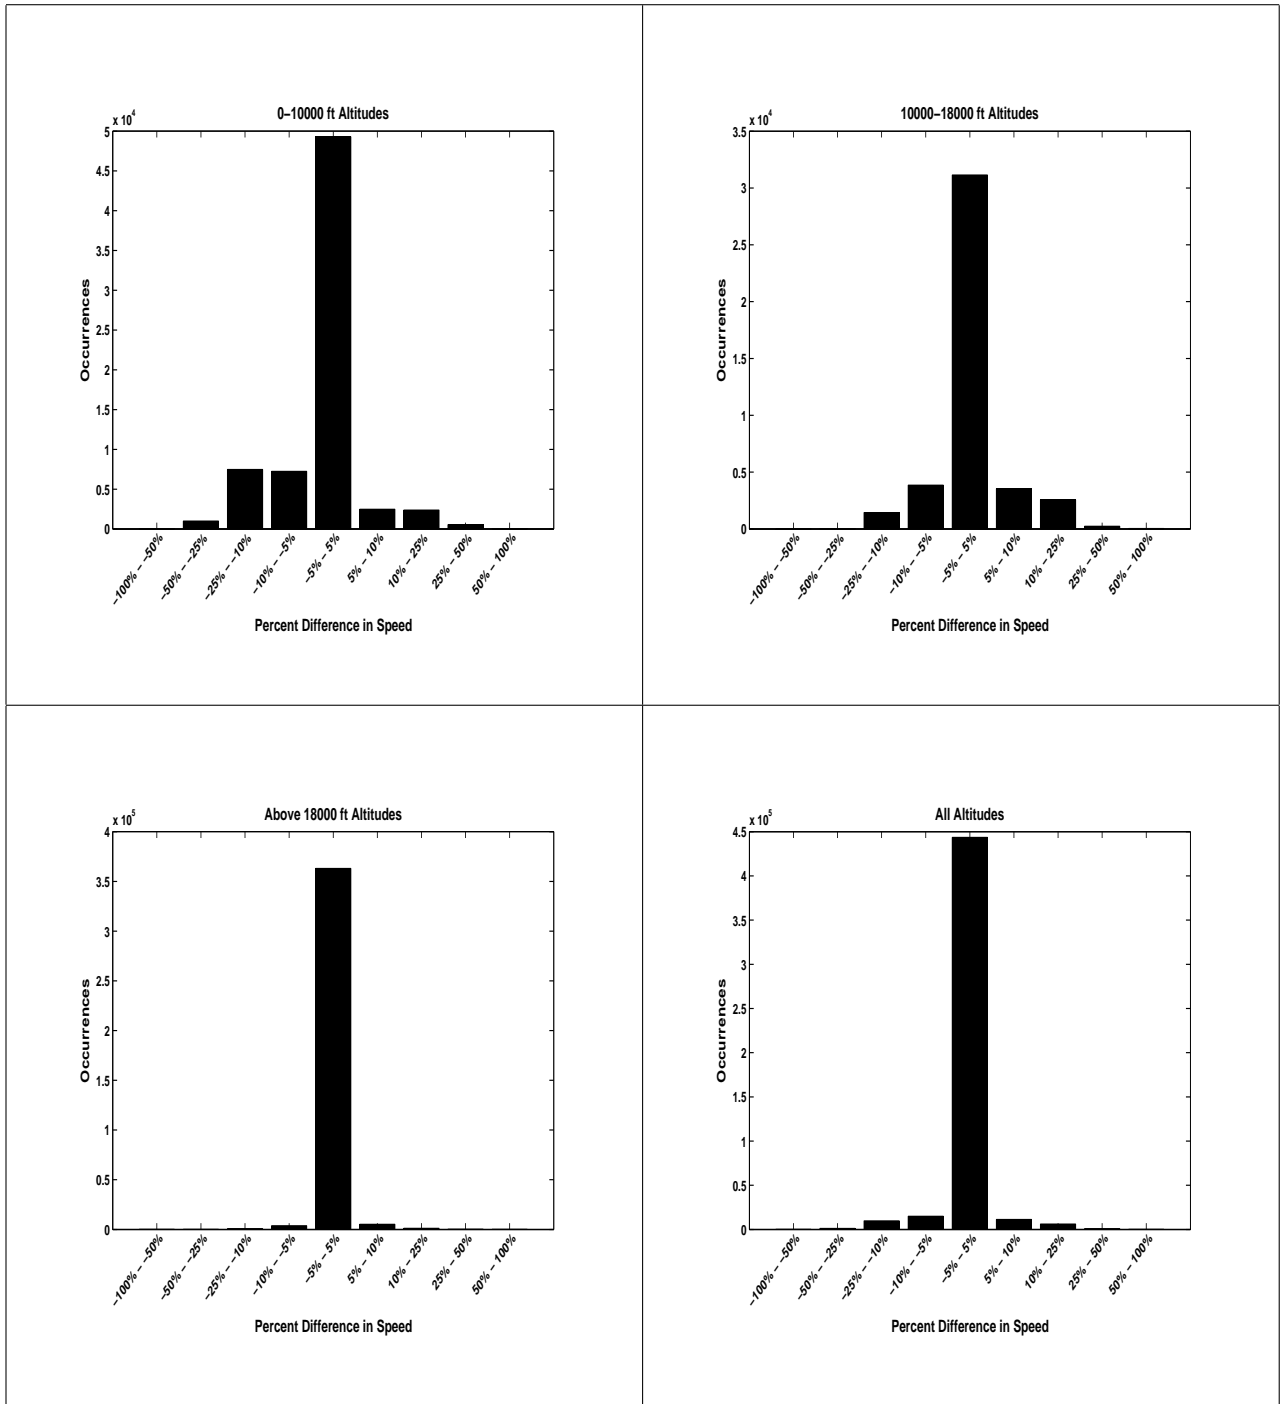 0–10000 ft Altitudes
x 10^4
5
4.5
4
3.5
3
2.5
2
1.5
1
0.5
0
Occurrences
–100% – –50%
–50% – –25%
–25% – –10%
–10% – –5%
–5% – 5%
5% – 10%
10% – 25%
25% – 50%
50% – 100%
Percent Difference in Speed
10000–18000 ft Altitudes
x 10^4
3.5
3
2.5
2
1.5
1
0.5
0
Occurrences
–100% – –50%
–50% – –25%
–25% – –10%
–10% – –5%
–5% – 5%
5% – 10%
10% – 25%
25% – 50%
50% – 100%
Percent Difference in Speed
Above 18000 ft Altitudes
x 10^5
4
3.5
3
2.5
2
1.5
1
0.5
0
Occurrences
–100% – –50%
–50% – –25%
–25% – –10%
–10% – –5%
–5% – 5%
5% – 10%
10% – 25%
25% – 50%
50% – 100%
Percent Difference in Speed
All Altitudes
x 10^5
4.5
4
3.5
3
2.5
2
1.5
1
0.5
0
Occurrences
–100% – –50%
–50% – –25%
–25% – –10%
–10% – –5%
–5% – 5%
5% – 10%
10% – 25%
25% – 50%
50% – 100%
Percent Difference in Speed